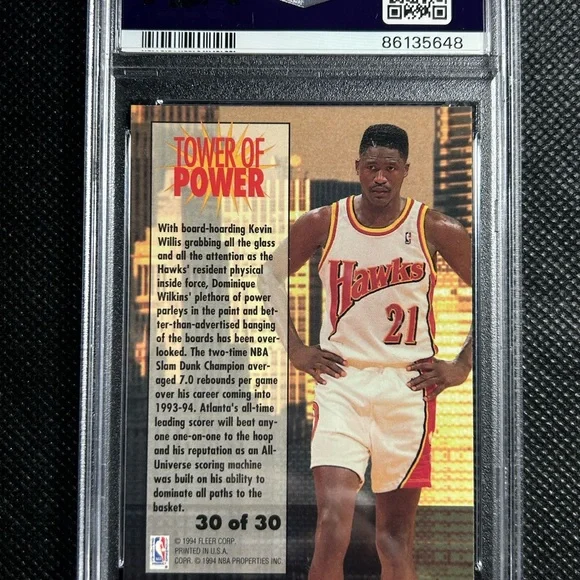 86135648
TOWER OF
POWER
With board-hoarding Kevin
Willis grabbing all the glass
and all the attention as the
Hawks' resident physical
inside force, Dominique
Wilkins' plethora of power
parleys in the paint and bet-
ter-than-advertised banging
of the boards has been over-
looked. The two-time NBA
Slam Dunk Champion aver-
aged 7.0 rebounds per game
over his career coming into
1993-94. Atlanta's all-time
leading scorer will beat any-
one one-on-one to the hoop
and his reputation as an All-
Universe scoring machine
was built on his ability to
dominate all paths to the
basket.
30 of 30
© 1994 FLEER CORP.
PRINTED IN U.S.A.
COPR. © 1994 NBA PROPERTIES INC
NBA
Hawks
21